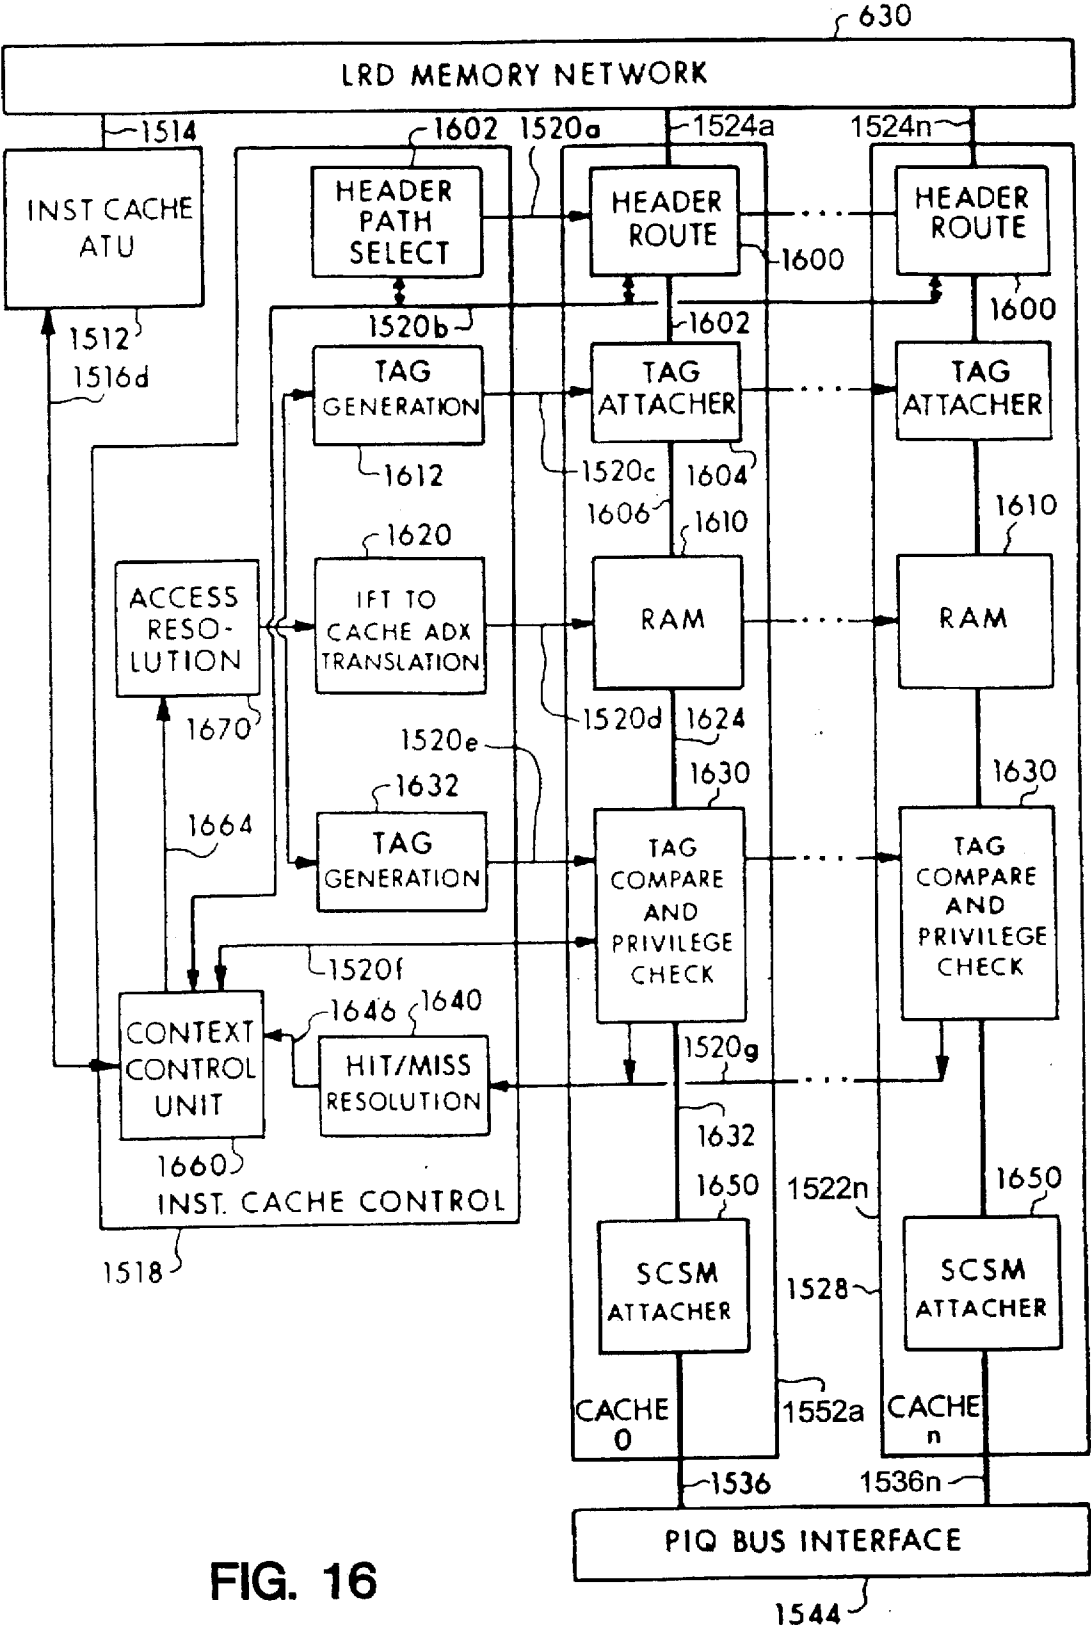 630
LRD MEMORY NETWORK
1514
1602
1520a
1524a
1524n
INST CACHE
ATU
HEADER
PATH
SELECT
HEADER
ROUTE
HEADER
ROUTE
1600
1600
1512
1516d
1520b
1602
TAG
GENERATION
TAG
ATTACHER
TAG
ATTACHER
1612
1520c
1604
1606
1610
1610
1620
ACCESS
RESO-
LUTION
IFT TO
CACHE ADX
TRANSLATION
RAM
RAM
1670
1520d
1624
1520e
1632
1630
1630
1664
TAG
GENERATION
TAG
COMPARE
AND
PRIVILEGE
CHECK
TAG
COMPARE
AND
PRIVILEGE
CHECK
1520f
1646
1640
CONTEXT
CONTROL
UNIT
HIT/MISS
RESOLUTION
1520g
1632
1660
INST. CACHE CONTROL
1650
1522n
1650
1518
SCSM
ATTACHER
1528
SCSM
ATTACHER
CACHE
0
1552a
CACHE
n
1536
1536n
PIQ BUS INTERFACE
FIG. 16
1544